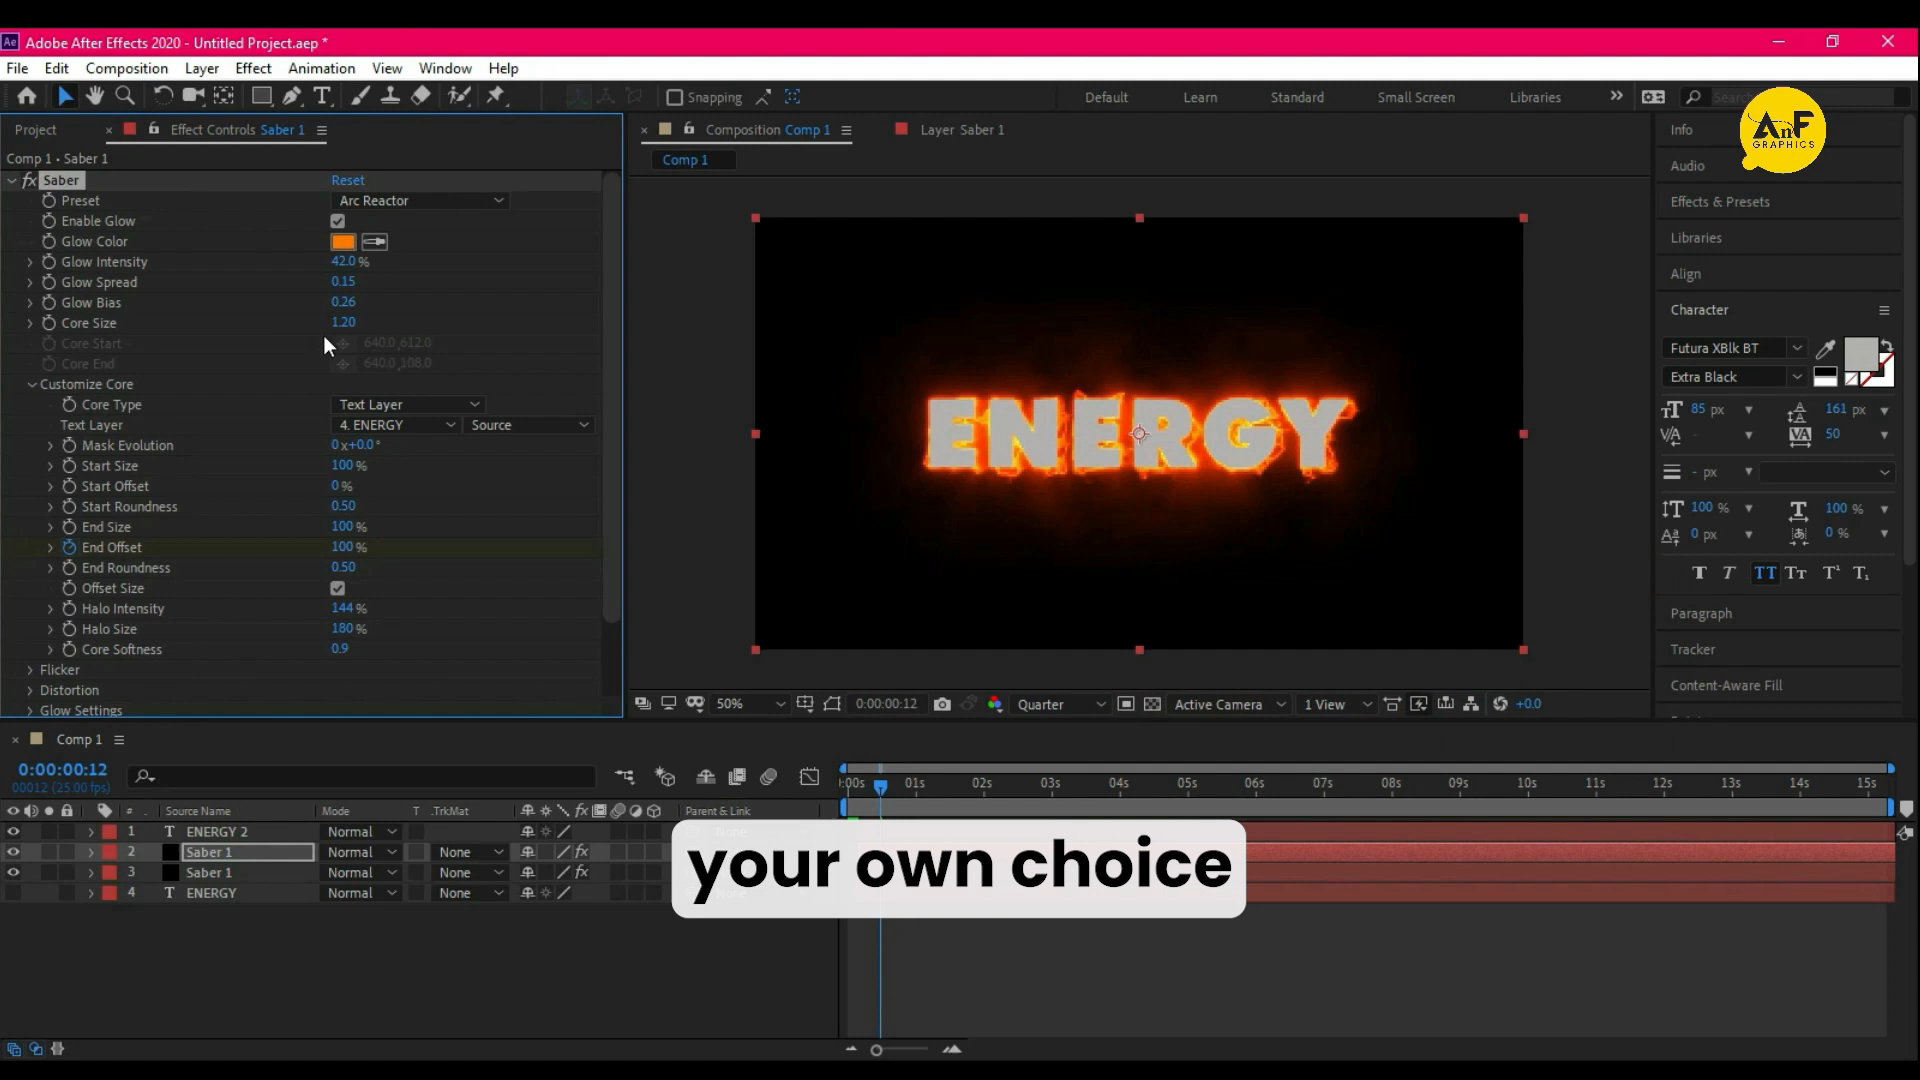 Ae Adobe After Effects 2020 - Untitled Project.aep *
File Edit Composition Layer Effect Animation View Window Help
Snapping Default Learn Standard Small Screen Libraries
AnF
GRAPHICS
Project Effect Controls Saber 1
Comp 1 • Saber 1
fx Saber Reset
Preset Arc Reactor
Enable Glow
Glow Color
Glow Intensity 42.0 %
Glow Spread 0.15
Glow Bias 0.26
Core Size 1.20
Core Start 640.0,612.0
Core End 640.0,108.0
Customize Core
Core Type Text Layer
Text Layer 4. ENERGY Source
Mask Evolution 0 x+0.0 °
Start Size 100 %
Start Offset 0 %
Start Roundness 0.50
End Size 100 %
End Offset 100 %
End Roundness 0.50
Offset Size
Halo Intensity 144 %
Halo Size 180 %
Core Softness 0.9
Flicker
Distortion
Glow Settings
Composition Comp 1 Layer Saber 1
Comp 1
ENERGY
50% 0:00:00:12 Quarter Active Camera 1 View +0.0
Info
Audio
Effects & Presets
Libraries
Align
Character
Futura XBlk BT
Extra Black
85 px 161 px
- 50
- px
100 % 100 %
0 px 0 %
T T TT Tt T¹ T₁
Paragraph
Tracker
Content-Aware Fill
Comp 1
0:00:00:12
00012 (25.00 fps)
:00s 01s 02s 03s 04s 05s 06s 07s 08s 09s 10s 11s 12s 13s 14s 15s
# Source Name Mode T .TrkMat fx Parent & Link
1 T ENERGY 2 Normal
2 Saber 1 Normal None fx
3 Saber 1 Normal None fx
4 T ENERGY Normal None
your own choice